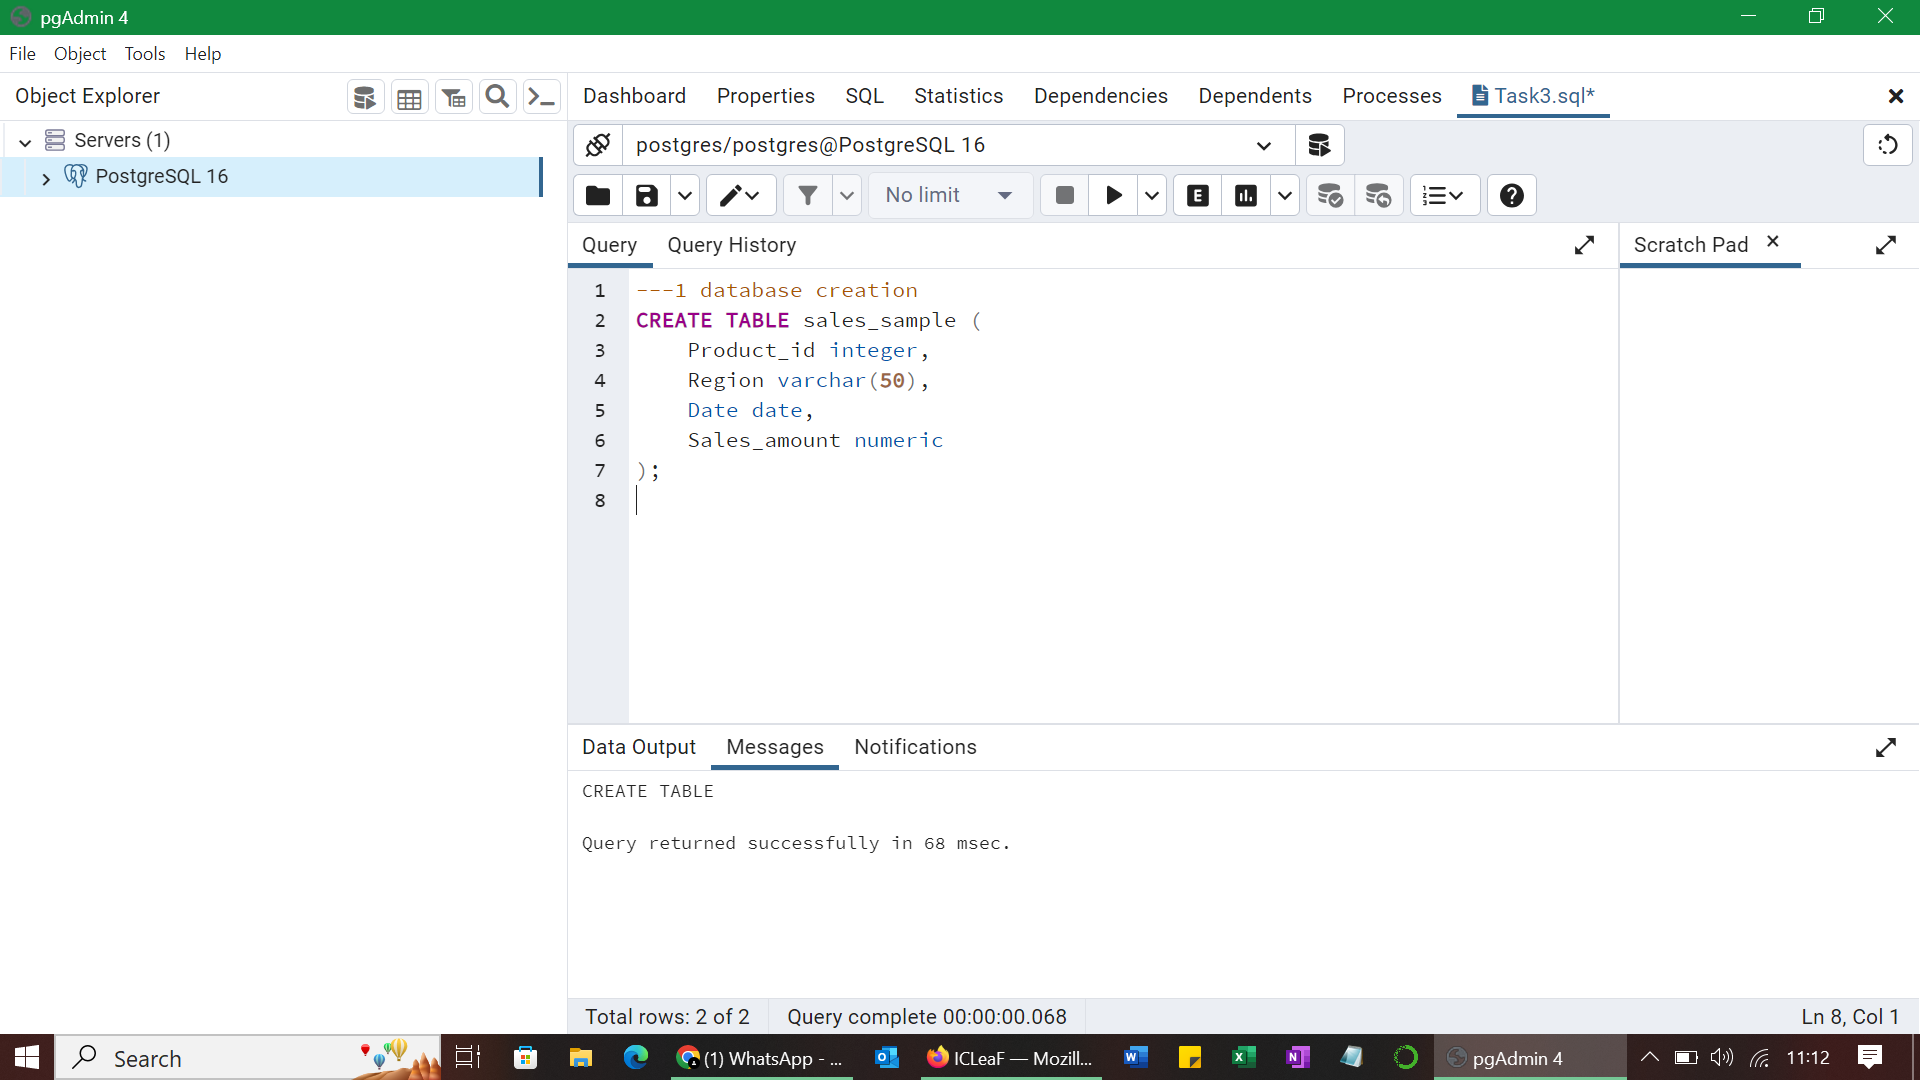 pgAdmin 4
File Object Tools Help
Object Explorer
Dashboard Properties SQL Statistics Dependencies Dependents Processes Task3.sql*
Servers (1)
PostgreSQL 16
postgres/postgres@PostgreSQL 16
No limit
E
Query Query History
Scratch Pad
1 ---1 database creation
2 CREATE TABLE sales_sample (
3 Product_id integer,
4 Region varchar(50),
5 Date date,
6 Sales_amount numeric
7 );
8
Data Output Messages Notifications
CREATE TABLE
Query returned successfully in 68 msec.
Total rows: 2 of 2 Query complete 00:00:00.068 Ln 8, Col 1
Search (1) WhatsApp - ... ICLeaF — Mozill... pgAdmin 4 11:12